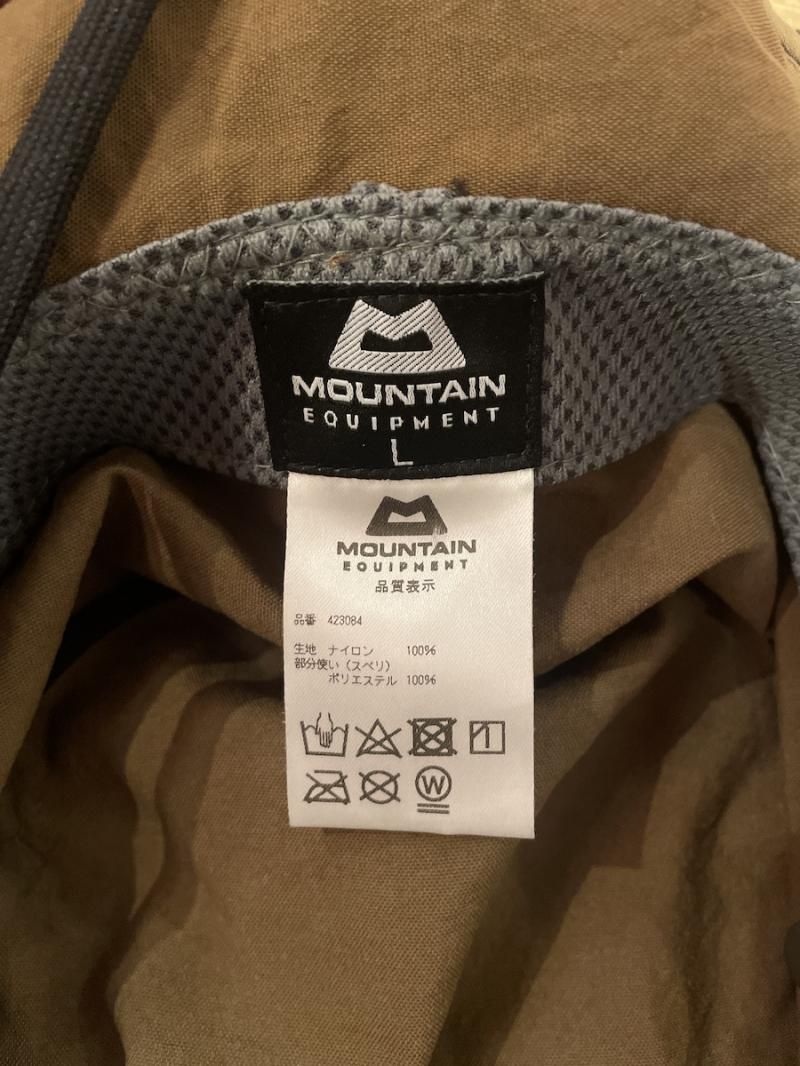 MOUNTAIN
EQUIPMENT
L
MOUNTAIN
EQUIPMENT
品質表示
品番 423084
生地 ナイロン 100%
部分使い（スベリ）
ポリエステル 100%
W